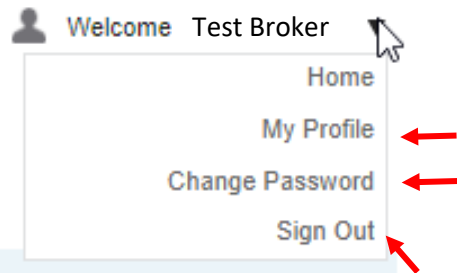 Welcome Test Broker
Home
My Profile
Change Password
Sign Out